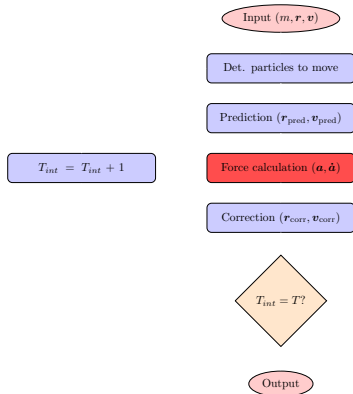 Input (m, r, v)
Det. particles to move
Prediction (r_pred, v_pred)
T_int = T_int + 1
Force calculation (a, ȧ)
Correction (r_corr, v_corr)
T_int = T?
Output